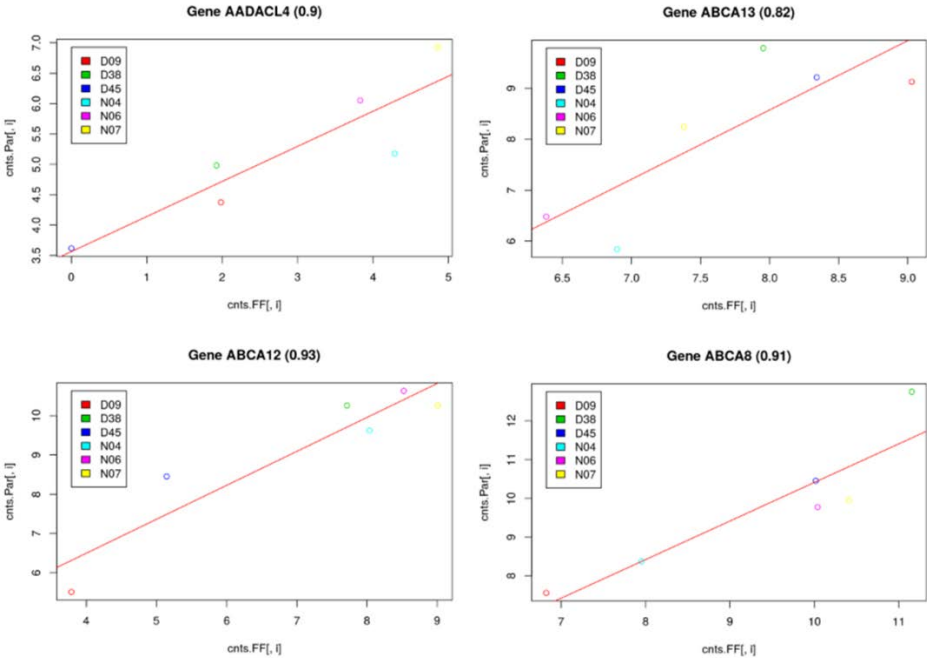 Gene AADACL4 (0.9)
cnts.Par[, i]
7.0
6.5
6.0
5.5
5.0
4.5
4.0
3.5
D09
D38
D45
N04
N06
N07
0 1 2 3 4 5
cnts.FF[, i]
Gene ABCA13 (0.82)
cnts.Par[, i]
9
8
7
6
D09
D38
D45
N04
N06
N07
6.5 7.0 7.5 8.0 8.5 9.0
cnts.FF[, i]
Gene ABCA12 (0.93)
cnts.Par[, i]
10
9
8
7
6
D09
D38
D45
N04
N06
N07
4 5 6 7 8 9
cnts.FF[, i]
Gene ABCA8 (0.91)
cnts.Par[, i]
12
11
10
9
8
D09
D38
D45
N04
N06
N07
7 8 9 10 11
cnts.FF[, i]